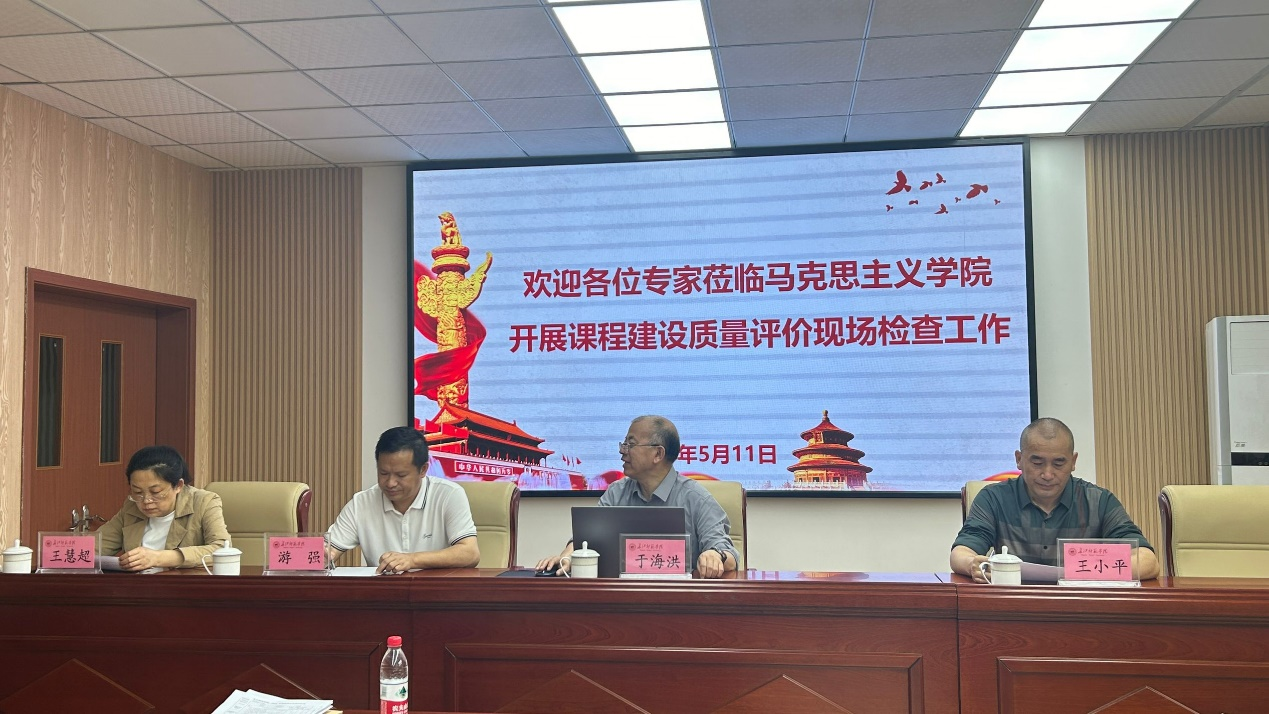 欢迎各位专家莅临马克思主义学院
开展课程建设质量评价现场检查工作
年5月11日
王慧超
游 强
于海洪
王小平